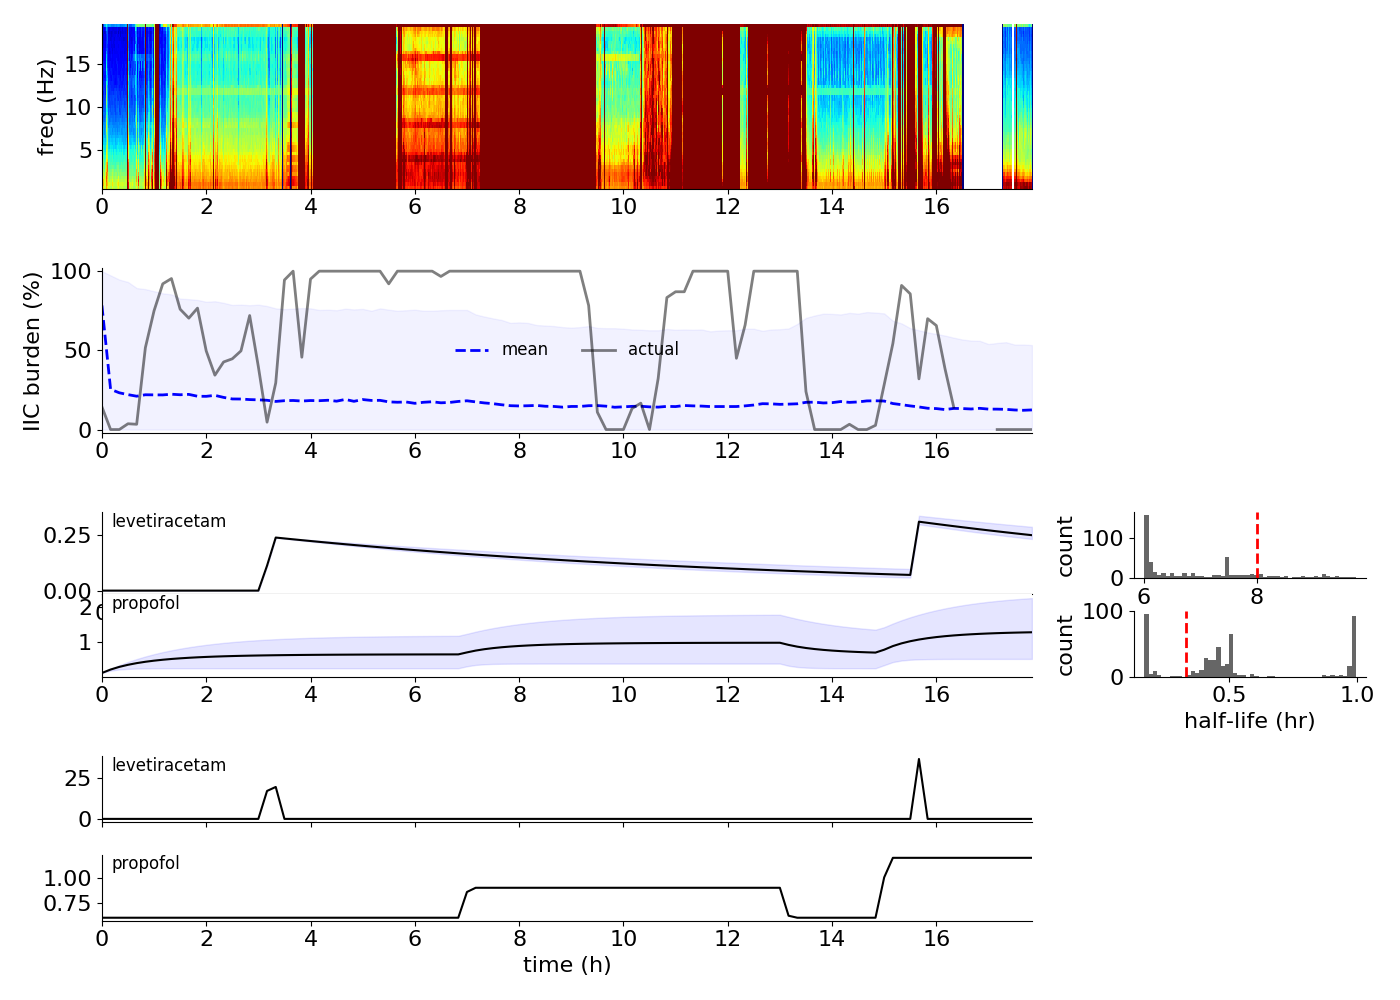 freq (Hz)
15
10
5
0 2 4 6 8 10 12 14 16
IIC burden (%)
100
50
0
mean actual
0 2 4 6 8 10 12 14 16
levetiracetam
0.25
0.00
0
count
100
0
6 8
propofol
2
1
0 2 4 6 8 10 12 14 16
count
100
0
0.5 1.0
half-life (hr)
levetiracetam
25
0
propofol
1.00
0.75
0 2 4 6 8 10 12 14 16
time (h)